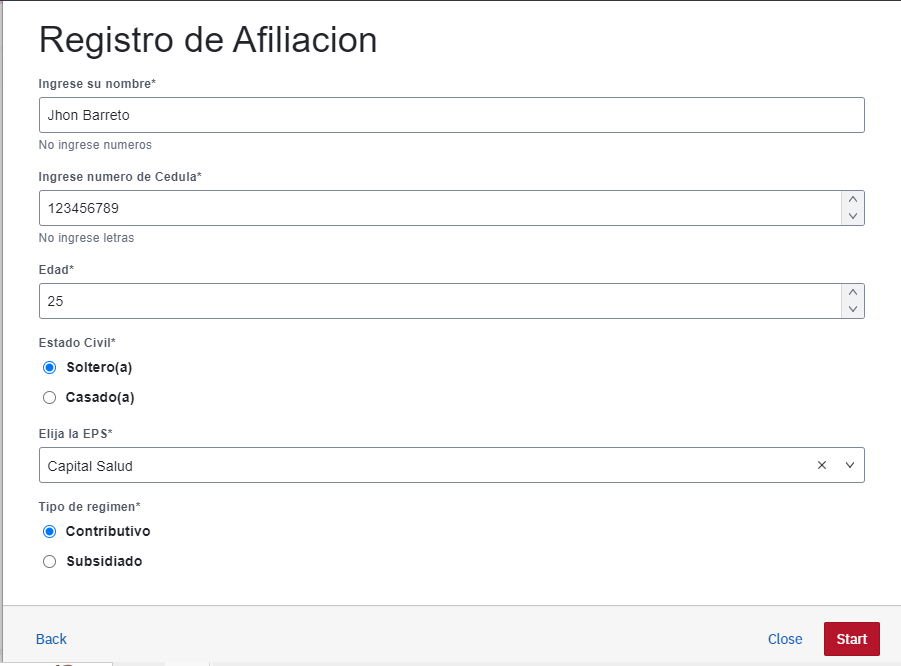 Registro de Afiliacion
Ingrese su nombre*
Jhon Barreto
No ingrese numeros
Ingrese numero de Cedula*
123456789
No ingrese letras
Edad*
25
Estado Civil*
Soltero(a)
Casado(a)
Elija la EPS*
Capital Salud
Tipo de regimen*
Contributivo
Subsidiado
Back
Close
Start